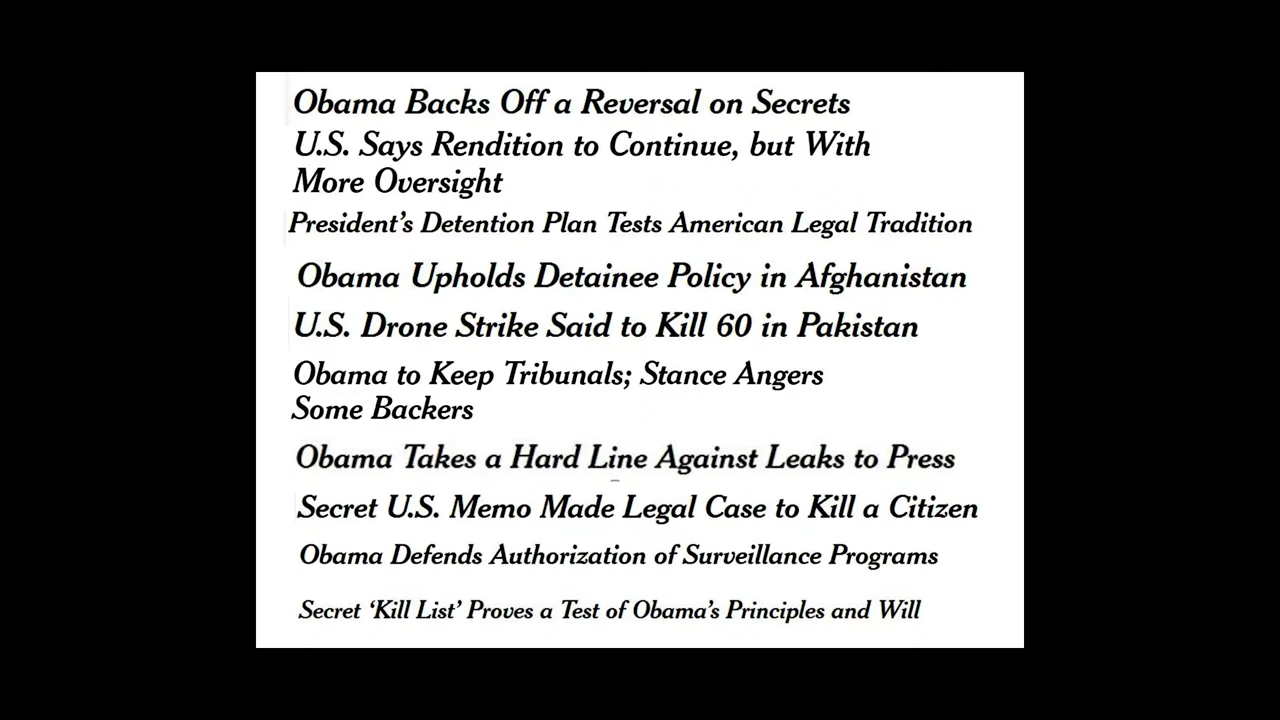 Obama Backs Off a Reversal on Secrets
U.S. Says Rendition to Continue, but With
More Oversight
President’s Detention Plan Tests American Legal Tradition
Obama Upholds Detainee Policy in Afghanistan
U.S. Drone Strike Said to Kill 60 in Pakistan
Obama to Keep Tribunals; Stance Angers
Some Backers
Obama Takes a Hard Line Against Leaks to Press
Secret U.S. Memo Made Legal Case to Kill a Citizen
Obama Defends Authorization of Surveillance Programs
Secret ‘Kill List’ Proves a Test of Obama’s Principles and Will